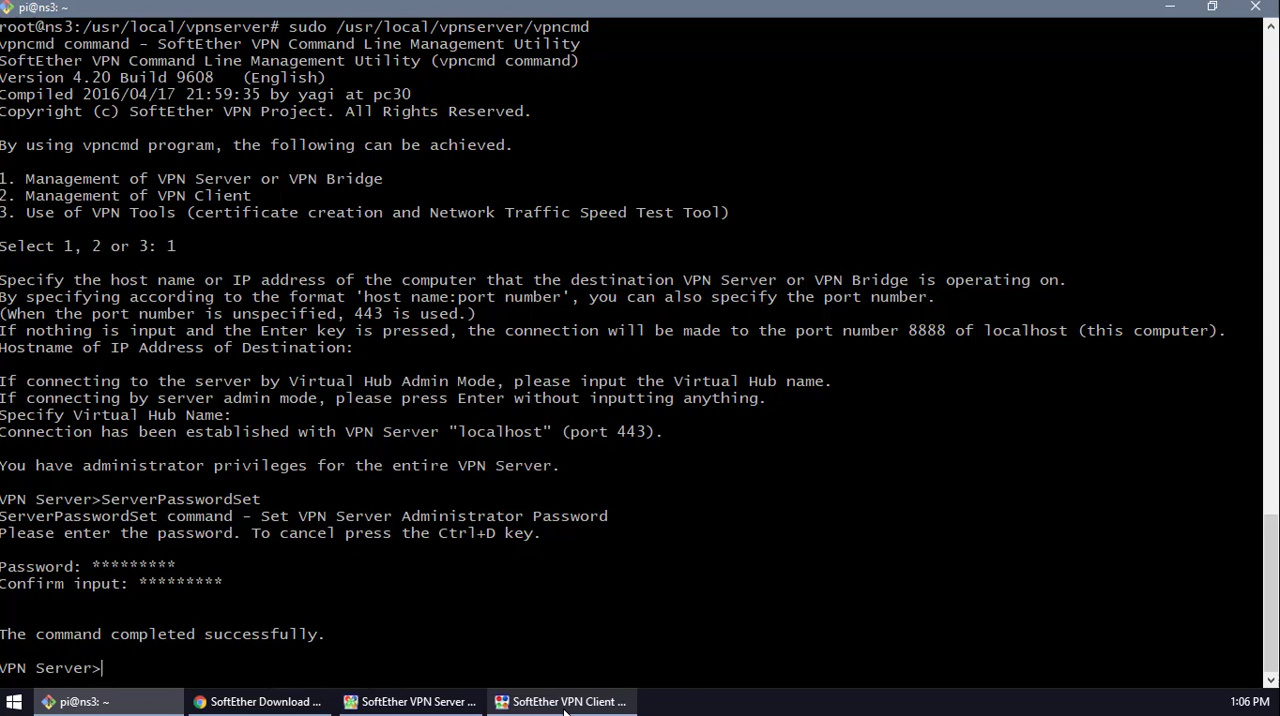 pi@ns3: ~
root@ns3:/usr/local/vpnserver# sudo /usr/local/vpnserver/vpncmd
vpncmd command - SoftEther VPN Command Line Management Utility
SoftEther VPN Command Line Management Utility (vpncmd command)
Version 4.20 Build 9608   (English)
Compiled 2016/04/17 21:59:35 by yagi at pc30
Copyright (c) SoftEther VPN Project. All Rights Reserved.
By using vpncmd program, the following can be achieved.
1. Management of VPN Server or VPN Bridge
2. Management of VPN Client
3. Use of VPN Tools (certificate creation and Network Traffic Speed Test Tool)
Select 1, 2 or 3: 1
Specify the host name or IP address of the computer that the destination VPN Server or VPN Bridge is operating on.
By specifying according to the format 'host name:port number', you can also specify the port number.
(When the port number is unspecified, 443 is used.)
If nothing is input and the Enter key is pressed, the connection will be made to the port number 8888 of localhost (this computer).
Hostname of IP Address of Destination:
If connecting to the server by Virtual Hub Admin Mode, please input the Virtual Hub name.
If connecting by server admin mode, please press Enter without inputting anything.
Specify Virtual Hub Name:
Connection has been established with VPN Server "localhost" (port 443).
You have administrator privileges for the entire VPN Server.
VPN Server>ServerPasswordSet
ServerPasswordSet command - Set VPN Server Administrator Password
Please enter the password. To cancel press the Ctrl+D key.
Password: *********
Confirm input: *********
The command completed successfully.
VPN Server>
pi@ns3: ~
SoftEther Download ...
SoftEther VPN Server ...
SoftEther VPN Client ...
1:06 PM